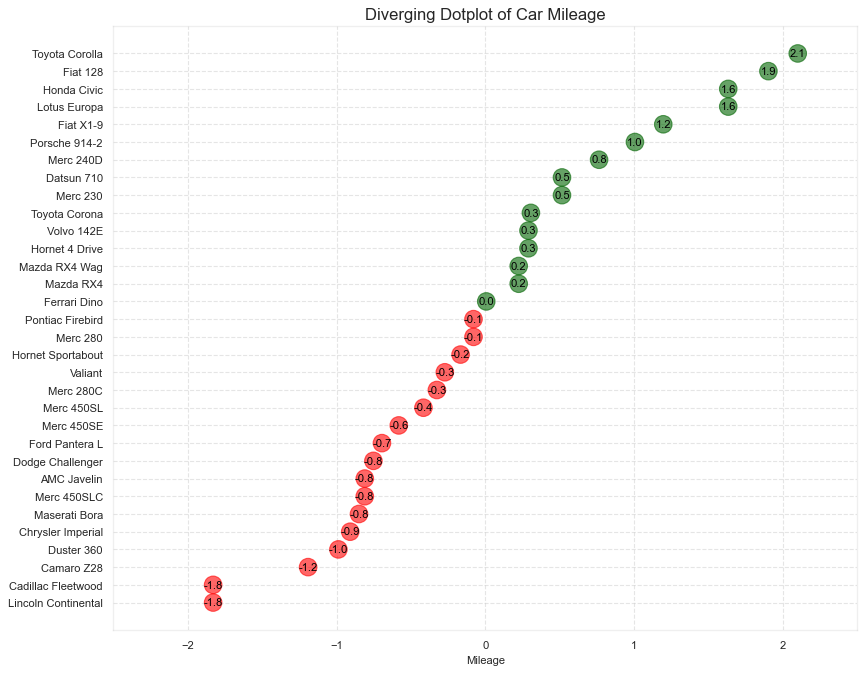 Diverging Dotplot of Car Mileage
Toyota Corolla 2.1
Fiat 128 1.9
Honda Civic 1.6
Lotus Europa 1.6
Fiat X1-9 1.2
Porsche 914-2 1.0
Merc 240D 0.8
Datsun 710 0.5
Merc 230 0.5
Toyota Corona 0.3
Volvo 142E 0.3
Hornet 4 Drive 0.3
Mazda RX4 Wag 0.2
Mazda RX4 0.2
Ferrari Dino 0.0
Pontiac Firebird -0.1
Merc 280 -0.1
Hornet Sportabout -0.2
Valiant -0.3
Merc 280C -0.3
Merc 450SL -0.4
Merc 450SE -0.6
Ford Pantera L -0.7
Dodge Challenger -0.8
AMC Javelin -0.8
Merc 450SLC -0.8
Maserati Bora -0.8
Chrysler Imperial -0.9
Duster 360 -1.0
Camaro Z28 -1.2
Cadillac Fleetwood -1.8
Lincoln Continental -1.8
−2 −1 0 1 2
Mileage